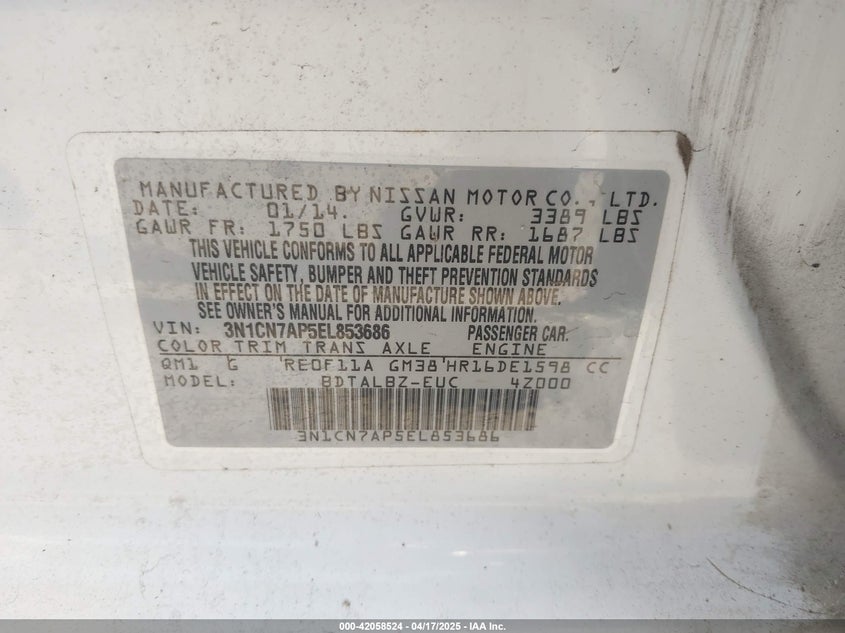 MANUFACTURED BY NISSAN MOTOR CO., LTD.
DATE: 01/14. GVWR: 3389 LBS
GAWR FR: 1750 LBS GAWR RR: 1687 LBS
THIS VEHICLE CONFORMS TO ALL APPLICABLE FEDERAL MOTOR
VEHICLE SAFETY, BUMPER AND THEFT PREVENTION STANDARDS
IN EFFECT ON THE DATE OF MANUFACTURE SHOWN ABOVE.
SEE OWNER'S MANUAL FOR ADDITIONAL INFORMATION.
VIN: 3N1CN7AP5EL853686 PASSENGER CAR.
COLOR TRIM TRANS AXLE ENGINE
QM1 G RE0F11A GM38 HR16DE1598 CC
MODEL: BDTALBZ-EUC 4Z000
3N1CN7AP5EL853686
000-42058524 - 04/17/2025 - IAA Inc.